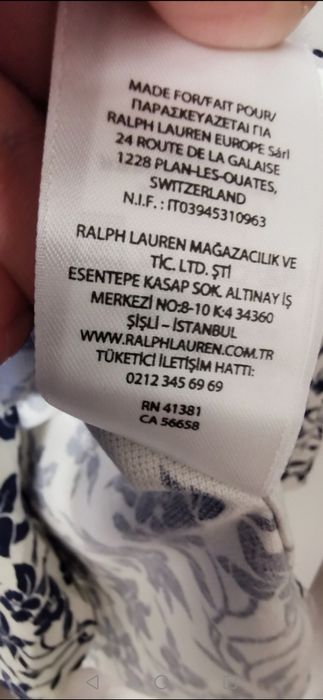 MADE FOR/FAIT POUR/
ΠΑΡΑΣΚΕΥΑΖΕΤΑΙ ΓΙΑ
RALPH LAUREN EUROPE Sárl
24 ROUTE DE LA GALAISE
1228 PLAN-LES-OUATES,
SWITZERLAND
N.I.F. : IT03945310963
RALPH LAUREN MAĞAZACILIK VE
TİC. LTD. ŞTİ
ESENTEPE KASAP SOK. ALTINAY İŞ
MERKEZİ NO:8-10 K:4 34360
ŞİŞLİ – İSTANBUL
WWW.RALPHLAUREN.COM.TR
TÜKETİCİ İLETİŞİM HATTI:
0212 345 69 69
RN 41381
CA 56658